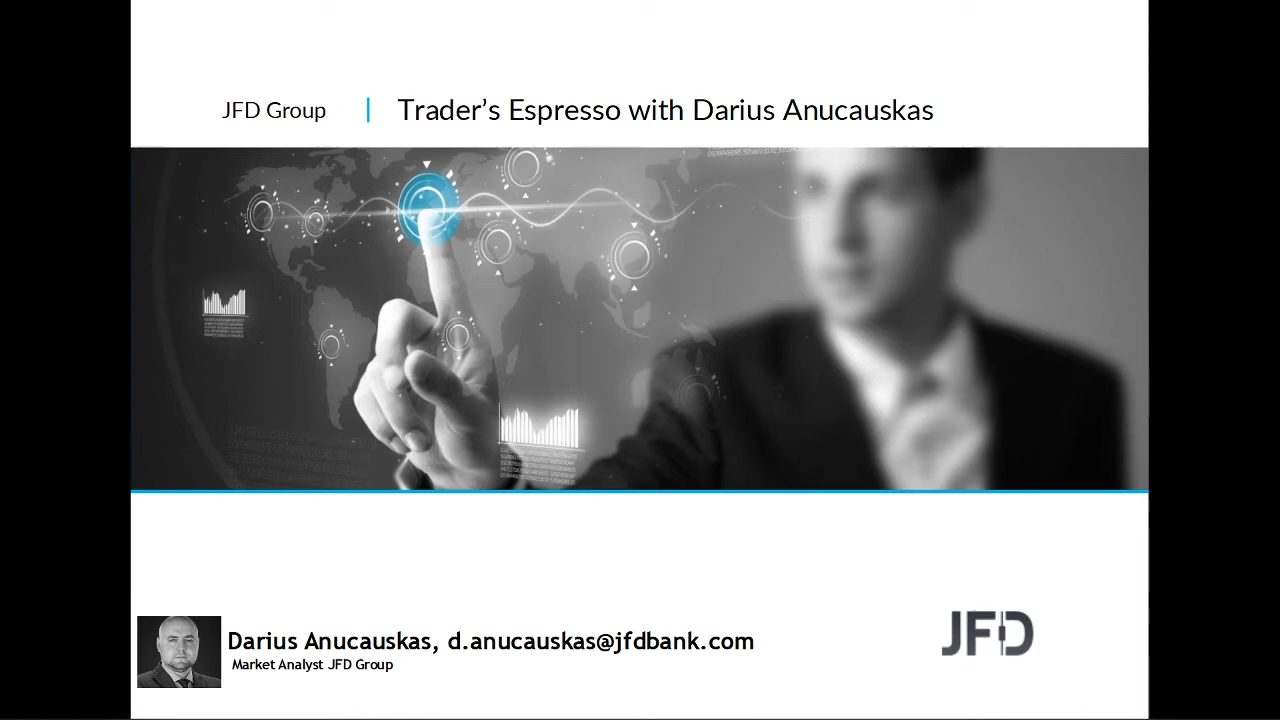 JFD Group
Trader's Espresso with Darius Anucauskas
Darius Anucauskas, d.anucauskas@jfdbank.com
Market Analyst JFD Group
JFD